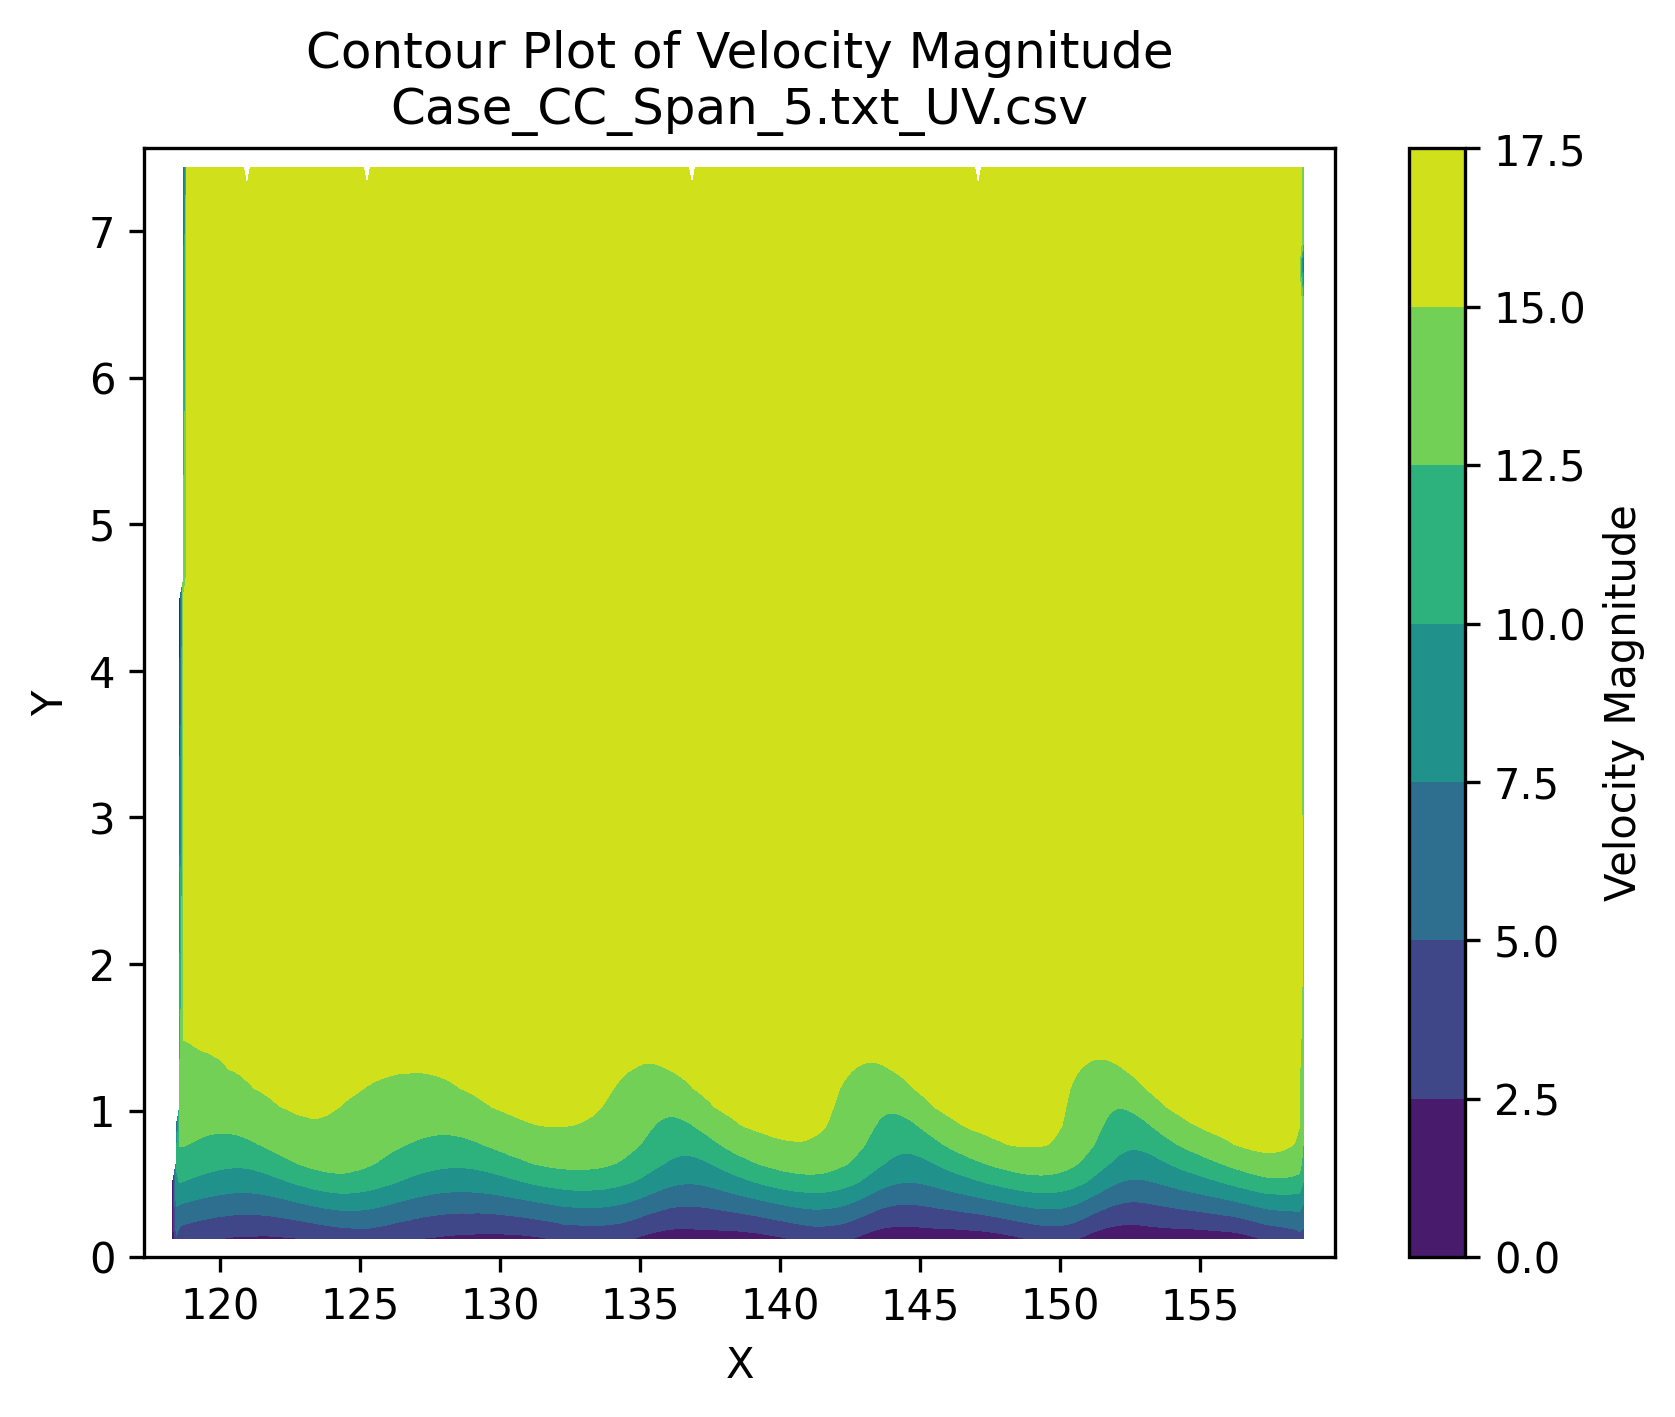 Contour Plot of Velocity Magnitude
Case_CC_Span_5.txt_UV.csv
7
6
5
4
3
2
1
0
Y
120 125 130 135 140 145 150 155
X
17.5
15.0
12.5
10.0
7.5
5.0
2.5
0.0
Velocity Magnitude